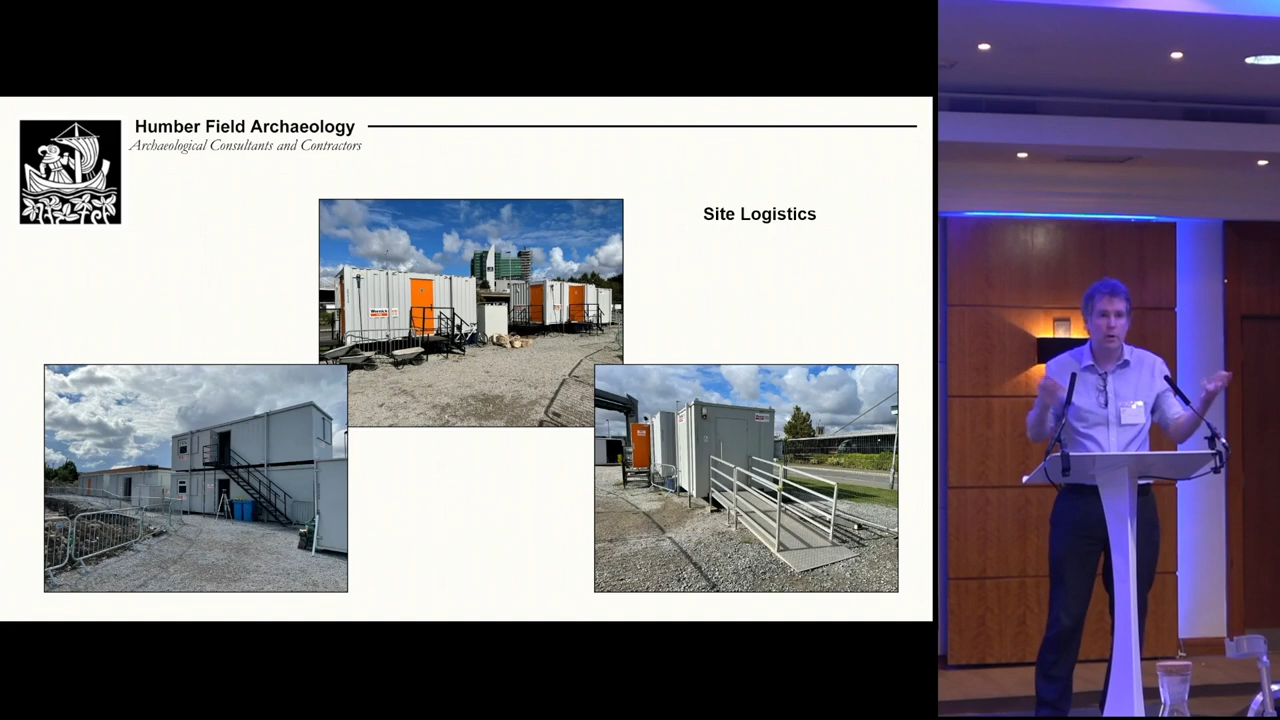 Humber Field Archaeology
Archaeological Consultants and Contractors
Site Logistics